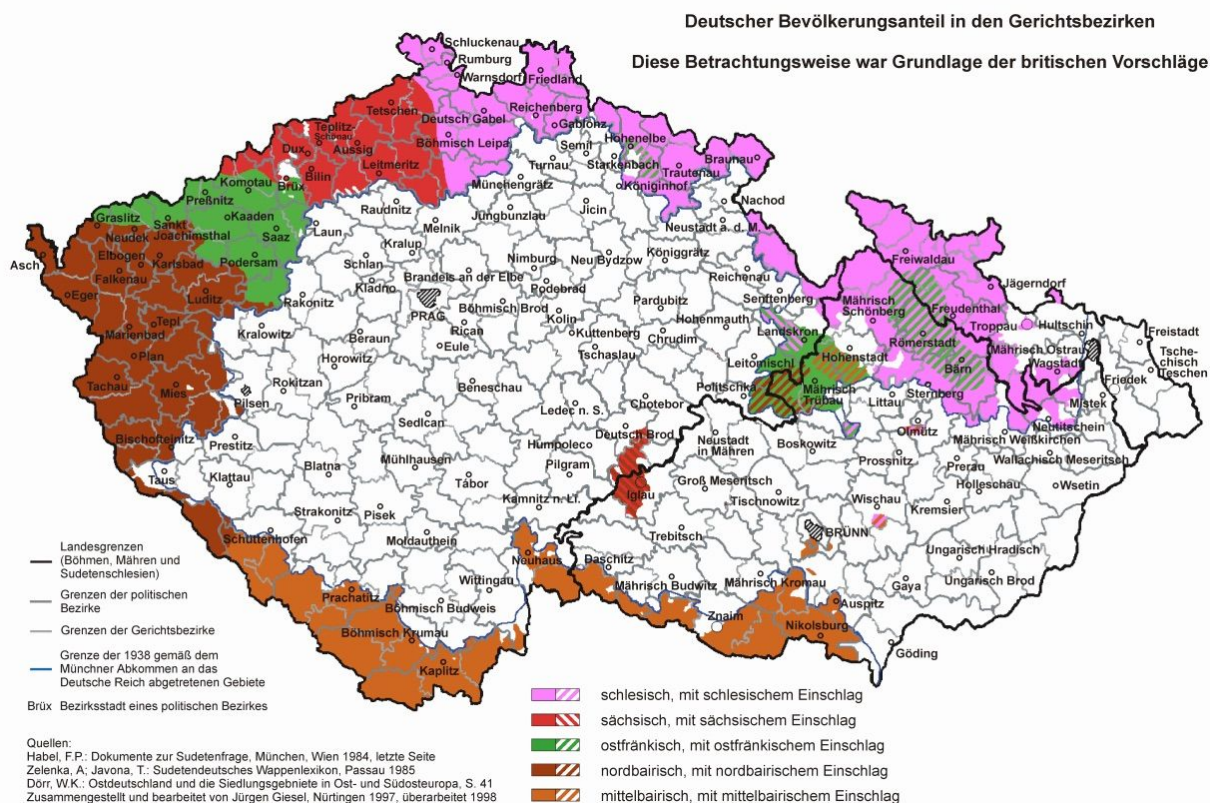 Deutscher Bevölkerungsanteil in den Gerichtsbezirken
Diese Betrachtungsweise war Grundlage der britischen Vorschläge
Schluckenau
Rumburg
Warnsdorf
Friedland
Tetschen
Reichenberg
Deutsch Gabel
Gablonz
Teplitz-
Schönau
Dux
Aussig
Böhmisch Leipa
Semil
Hohenelbe
Starkenbach
Trautenau
Braunau
Bilin
Leitmeritz
Turnau
Brüx
Komotau
Münchengrätz
Königinhof
Preßnitz
Raudnitz
Jungbunzlau
Jicin
Nachod
Graslitz
Sankt
Joachimsthal
Kaaden
Melnik
Neustadt a. d. M.
Neudek
Saaz
Laun
Kralup
Nimburg
Neu Bydzow
Königgrätz
Asch
Elbogen
Karlsbad
Podersam
Schlan
Brandels an der Elbe
Reichenau
Freiwaldau
Falkenau
Kladno
Podebrad
Jägerndorf
Eger
Luditz
Rakonitz
PRAG
Böhmisch Brod
Pardubitz
Senftenberg
Mährisch
Schönberg
Freudenthal
Tepl
Marienbad
Kralowitz
Beraun
Rican
Kolin
Hohenmauth
Troppau
Hultschin
Freistadt
Eule
Kuttenberg
Chrudim
Landskron
Römerstadt
Plan
Horowitz
Tschaslau
Leitomischl
Hohenstadt
Mährisch Ostrau
Wagstadt
Tsche-
chisch
Teschen
Tachau
Mies
Rokitzan
Beneschau
Politschka
Mährisch
Trübau
Bärn
Friedek
Pilsen
Pribram
Chotebor
Sternberg
Littau
Mistek
Ledec n. S.
Sedlcan
Deutsch Brod
Olmütz
Neutitschein
Bischofteinitz
Prestitz
Humpoleco
Neustadt
in Mähren
Boskowitz
Mährisch Weißkirchen
Mühlhausen
Pilgram
Prossnitz
Prerau
Wallachisch Meseritsch
Taus
Klattau
Blatna
Tábor
Iglau
Groß Meseritsch
Holleschau
Wsetin
Kamnitz n. Lf.
Tischnowitz
Wischau
Kremsier
Strakonitz
Pisek
Schüttenhofen
Moldauthein
Trebitsch
BRÜNN
Neuhaus
Daschitz
Ungarisch Hradisch
Wittingau
Mährisch Budwitz
Mährisch Kromau
Gaya
Ungarisch Brod
Prachatitz
Böhmisch Budweis
Auspitz
Znaim
Böhmisch Krumau
Nikolsburg
Kaplitz
Göding
Landesgrenzen
(Böhmen, Mähren und
Sudetenschlesien)
Grenzen der politischen
Bezirke
Grenzen der Gerichtsbezirke
Grenze der 1938 gemäß dem
Münchner Abkommen an das
Deutsche Reich abgetretenen Gebiete
Brüx Bezirksstadt eines politischen Bezirkes
schlesisch, mit schlesischem Einschlag
sächsisch, mit sächsischem Einschlag
ostfränkisch, mit ostfränkischem Einschlag
nordbairisch, mit nordbairischem Einschlag
mittelbairisch, mit mittelbairischem Einschlag
Quellen:
Habel, F.P.: Dokumente zur Sudetenfrage, München, Wien 1984, letzte Seite
Zelenka, A; Javona, T.: Sudetendeutsches Wappenlexikon, Passau 1985
Dörr, W.K.: Ostdeutschland und die Siedlungsgebniete in Ost- und Südosteuropa, S. 41
Zusammengestellt und bearbeitet von Jürgen Giesel, Nürtingen 1997, überarbeitet 1998